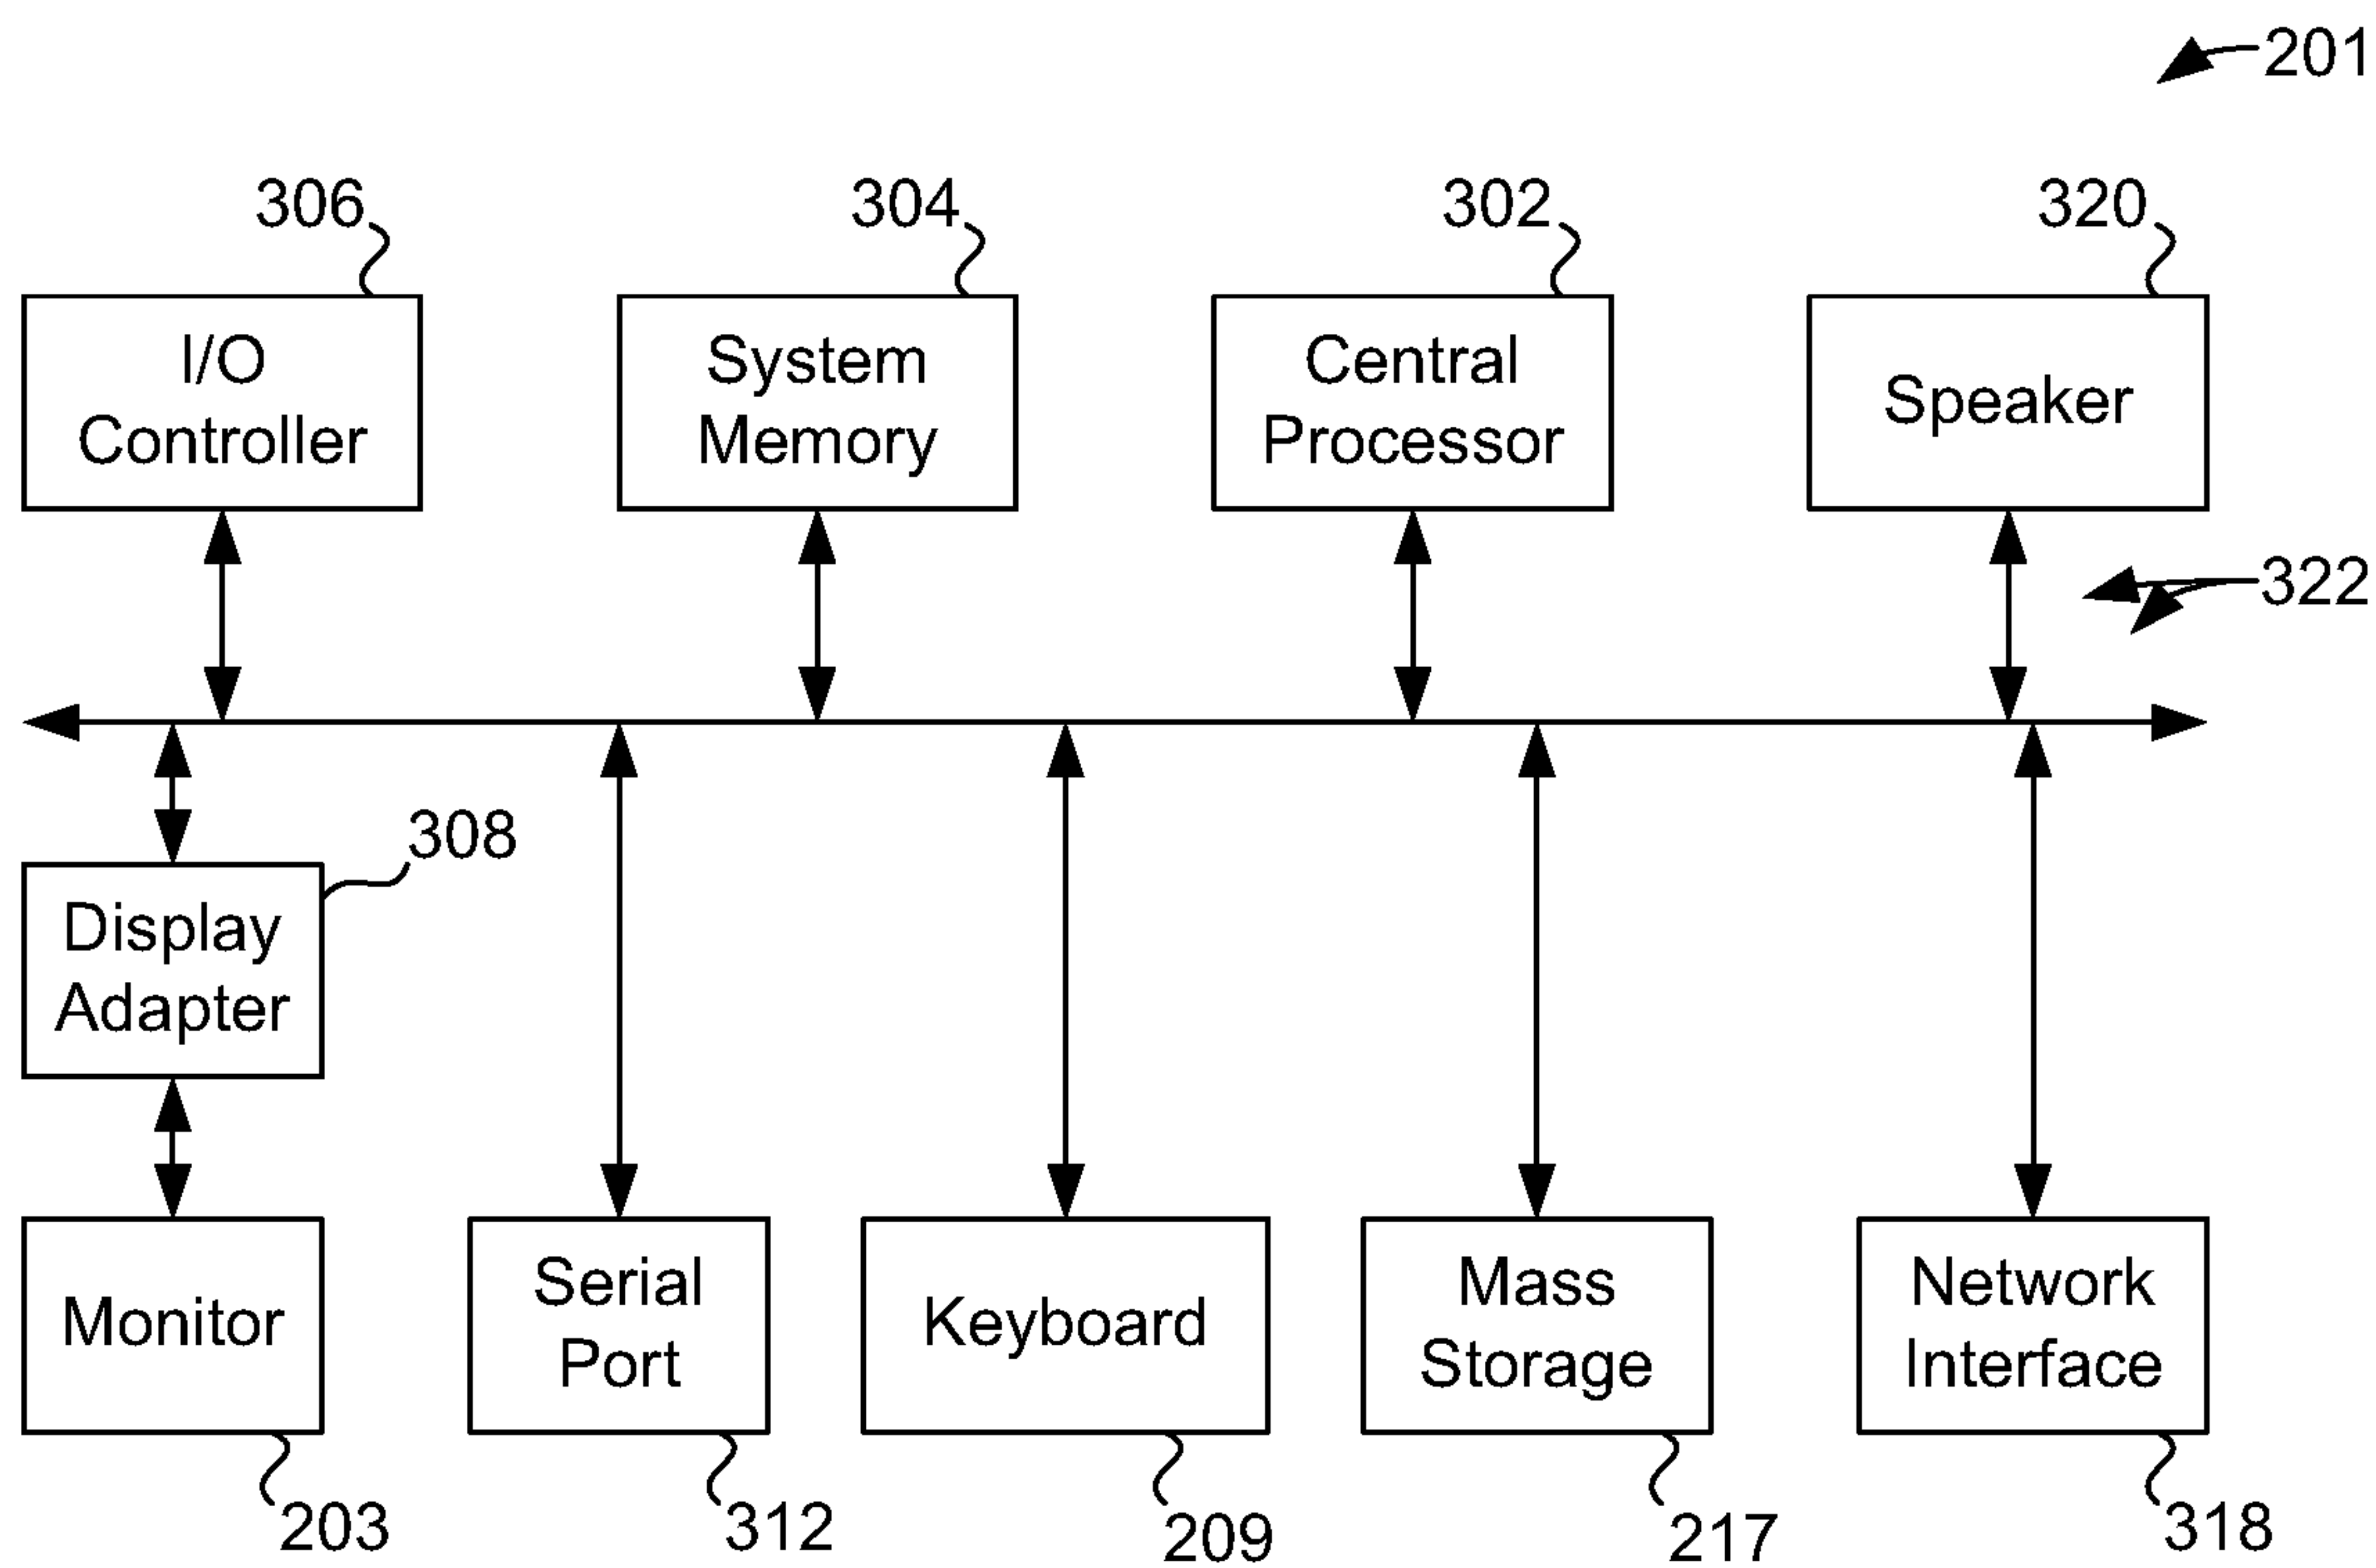 201
306
304
302
320
I/O
Controller
System
Memory
Central
Processor
Speaker
322
308
Display
Adapter
Monitor
Serial
Port
Keyboard
Mass
Storage
Network
Interface
203
312
209
217
318